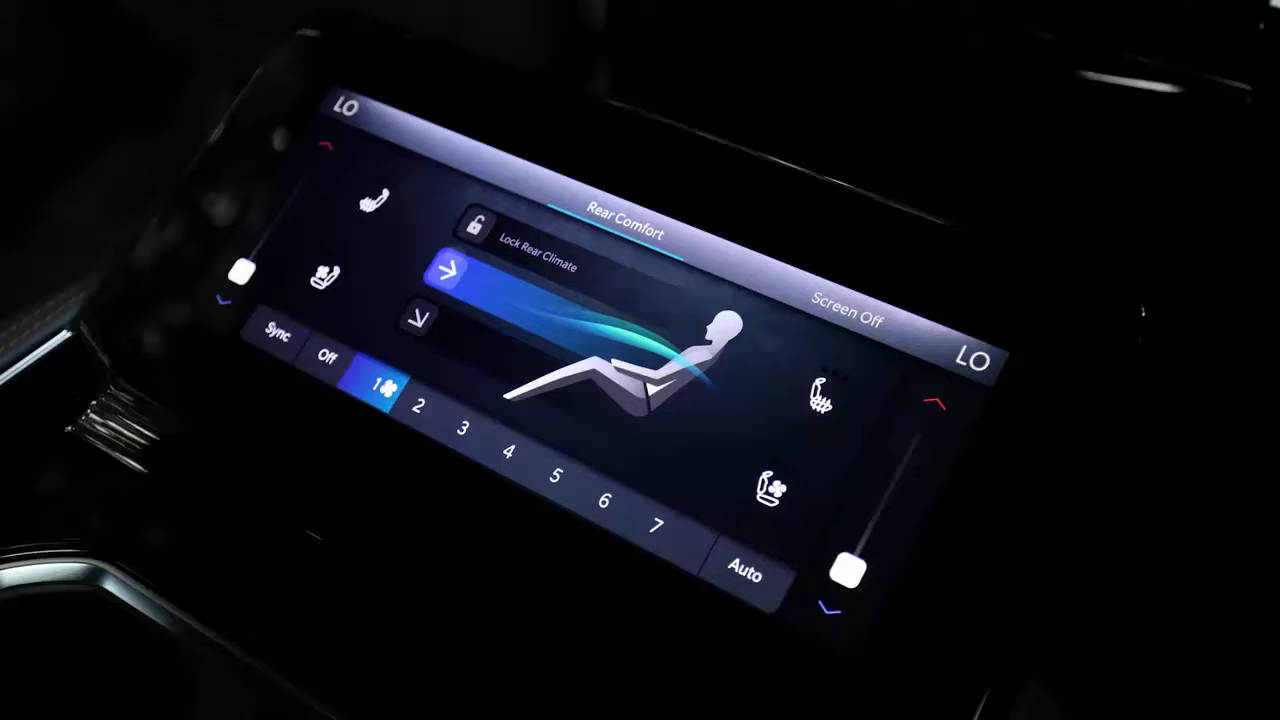 LO
Rear Comfort
Screen Off
LO
Lock Rear Climate
Sync
Off
1
2
3
4
5
6
7
Auto